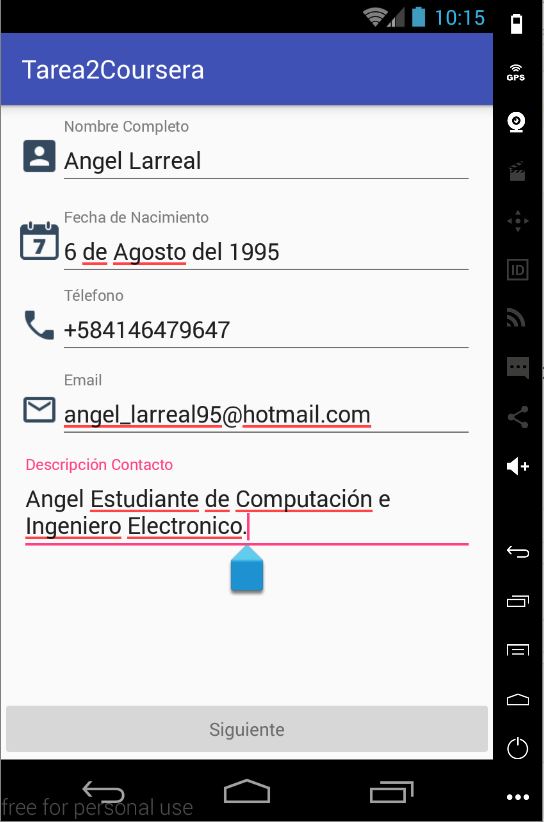 10:15
Tarea2Coursera
GPS
Nombre Completo
Angel Larreal
Fecha de Nacimiento
7
6 de Agosto del 1995
Télefono
+584146479647
Email
angel_larreal95@hotmail.com
Descripción Contacto
Angel Estudiante de Computación e
Ingeniero Electronico.
ID
Siguiente
free for personal use